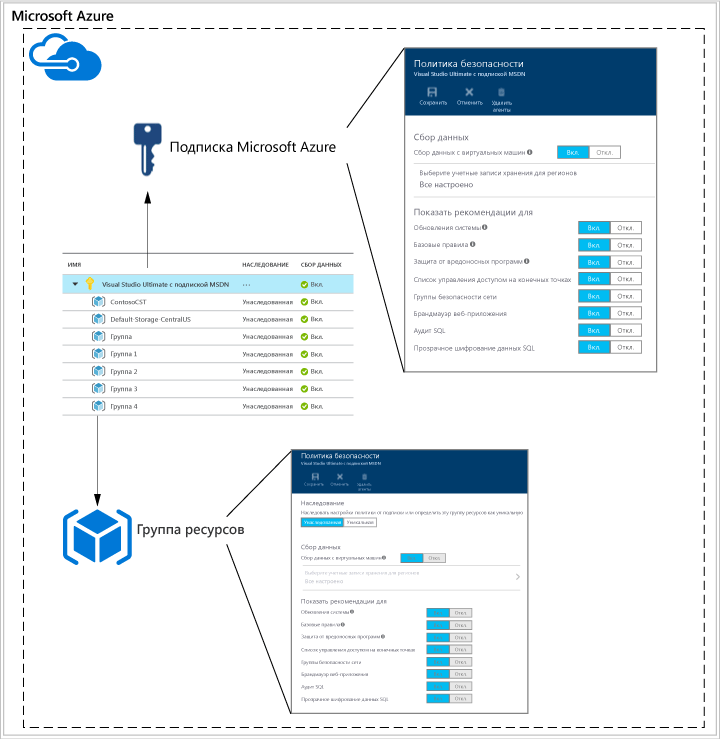 Microsoft Azure
Политика безопасности
Visual Studio Ultimate с подпиской MSDN
Сохранить Отменить Удалить
агенты
Подписка Microsoft Azure
Сбор данных
Сбор данных с виртуальных машин Вкл. Откл.
Выберите учетные записи хранения для регионов
Все настроено
Показать рекомендации для
Обновления системы Вкл. Откл.
Базовые правила Вкл. Откл.
Защита от вредоносных программ Вкл. Откл.
Список управления доступом на конечных точках Вкл. Откл.
Группы безопасности сети Вкл. Откл.
Брандмауэр веб-приложения Вкл. Откл.
Аудит SQL Вкл. Откл.
Прозрачное шифрование данных SQL Вкл. Откл.
ИМЯ НАСЛЕДОВАНИЕ СБОР ДАННЫХ
Visual Studio Ultimate с подпиской MSDN ... Вкл.
ContosoCST Унаследованная Вкл.
Default-Storage-CentralUS Унаследованная Вкл.
Группа Унаследованная Вкл.
Группа 1 Унаследованная Вкл.
Группа 2 Унаследованная Вкл.
Группа 3 Унаследованная Вкл.
Группа 4 Унаследованная Вкл.
Группа ресурсов
Политика безопасности
Visual Studio Ultimate с подпиской MSDN
Сохранить Отменить Удалить
агенты
Наследование
Наследовать настройки политики от подписки или определить эту группу ресурсов как уникальную
Унаследованная Уникальная
Сбор данных
Сбор данных с виртуальных машин Откл.
Выберите учетные записи хранения для регионов
Все настроено
Показать рекомендации для
Обновления системы Откл.
Базовые правила Откл.
Защита от вредоносных программ Откл.
Список управления доступом на конечных точках Откл.
Группы безопасности сети Откл.
Брандмауэр веб-приложения Откл.
Аудит SQL Откл.
Прозрачное шифрование данных SQL Откл.